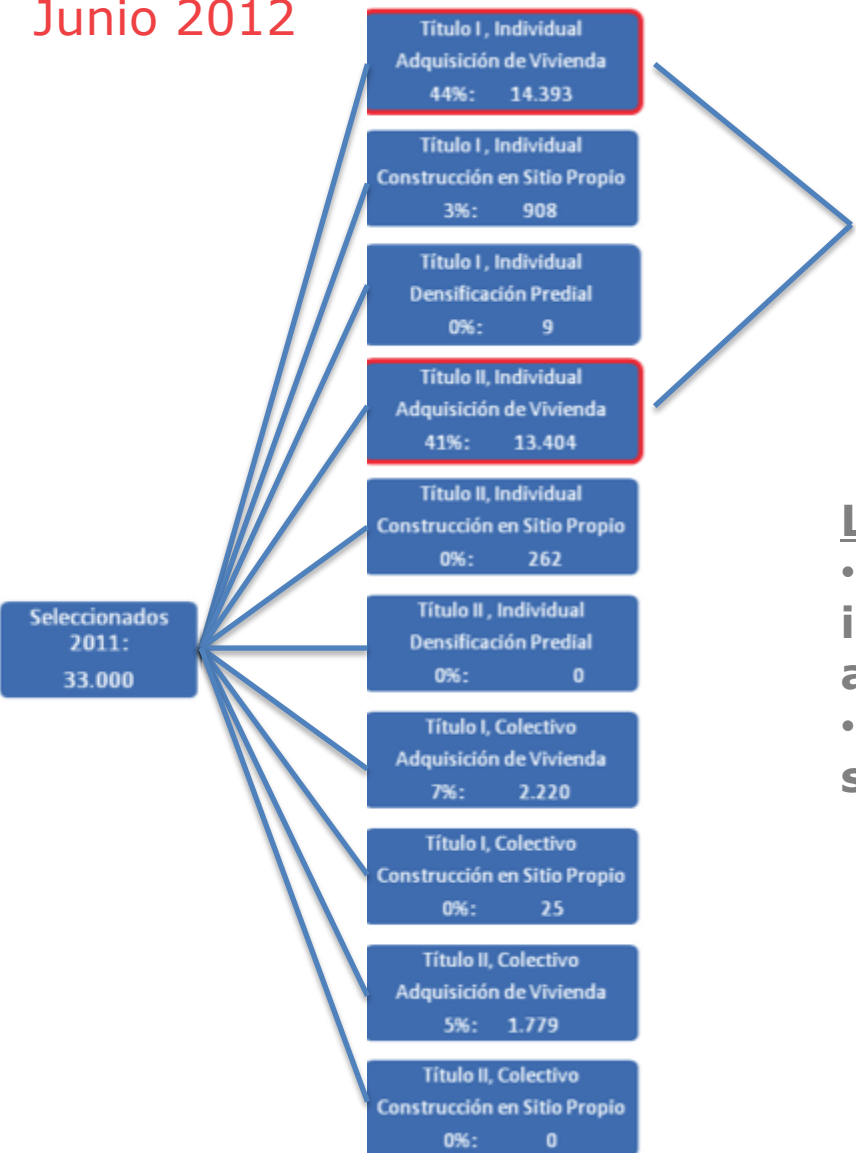 Junio 2012
Título I , Individual
Adquisición de Vivienda
44%: 14.393
Título I , Individual
Construcción en Sitio Propio
3%: 908
Título I , Individual
Densificación Predial
0%: 9
Título II, Individual
Adquisición de Vivienda
41%: 13.404
Título II, Individual
Construcción en Sitio Propio
0%: 262
Título II , Individual
Densificación Predial
0%: 0
Título I, Colectivo
Adquisición de Vivienda
7%: 2.220
Título I, Colectivo
Construcción en Sitio Propio
0%: 25
Título II, Colectivo
Adquisición de Vivienda
5%: 1.779
Título II, Colectivo
Construcción en Sitio Propio
0%: 0
Seleccionados
2011:
33.000